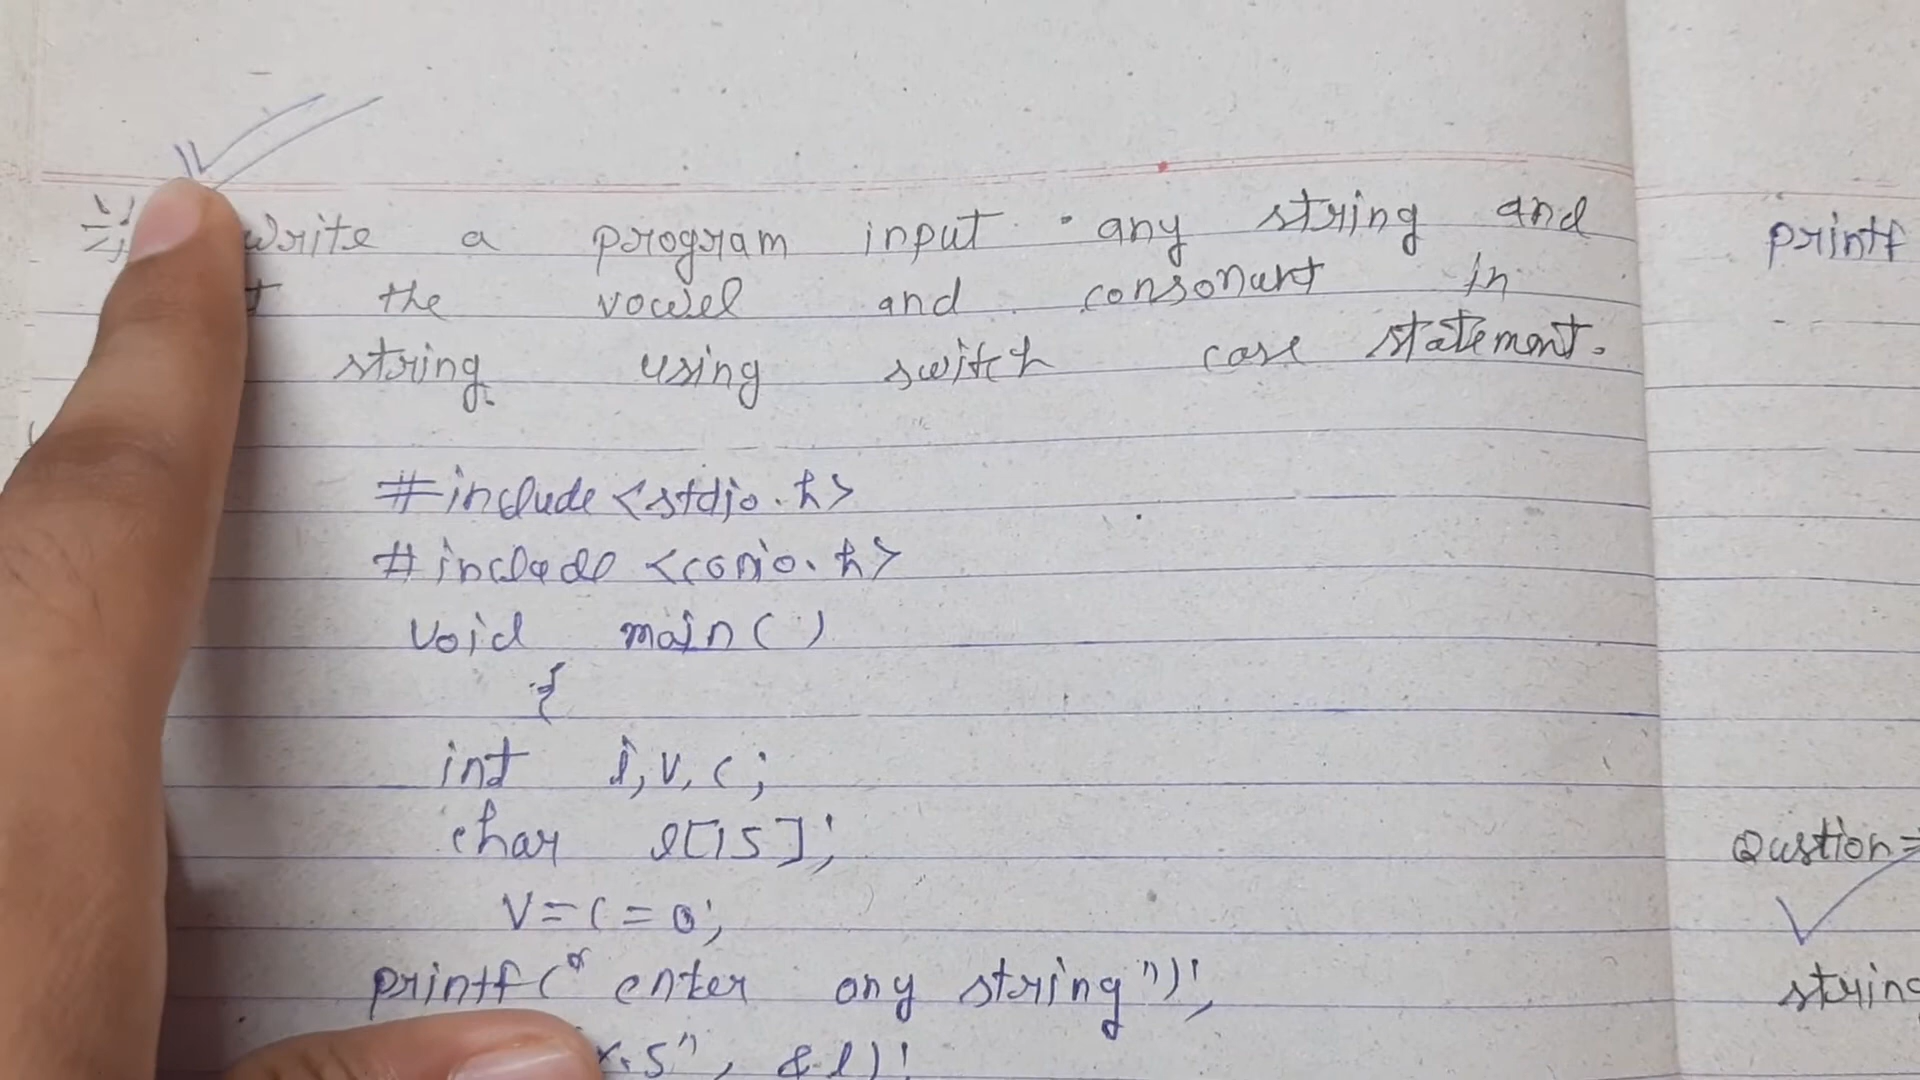 Write a program input any string and
the vowel and consonant in
string using switch case statement.
#include <stdio.h>
#include <conio.h>
void main( )
{
int i, v, c;
char l[15];
v=c=0;
printf(" enter any string");
%s", &l);
printf
Qustion=
string